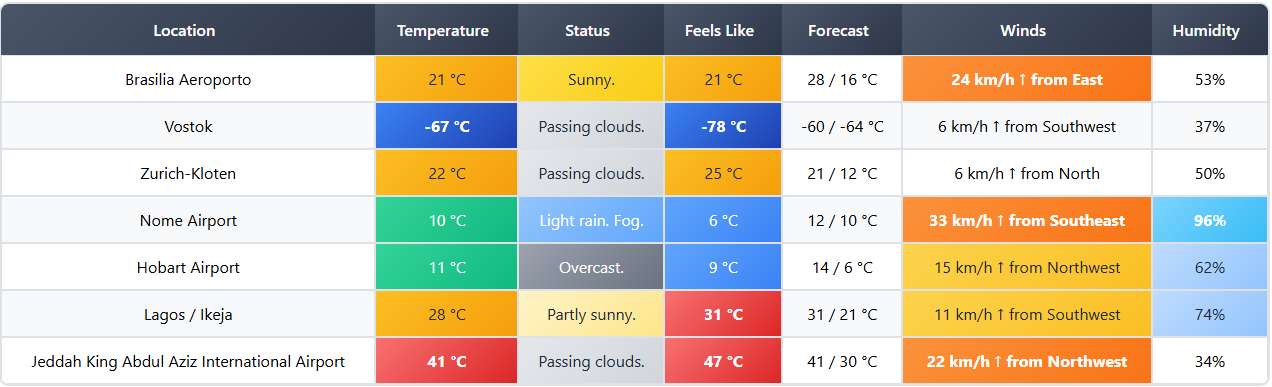 Location Temperature Status Feels Like Forecast Winds Humidity
Brasilia Aeroporto 21 °C Sunny. 21 °C 28 / 16 °C 24 km/h ↑ from East 53%
Vostok -67 °C Passing clouds. -78 °C -60 / -64 °C 6 km/h ↑ from Southwest 37%
Zurich-Kloten 22 °C Passing clouds. 25 °C 21 / 12 °C 6 km/h ↑ from North 50%
Nome Airport 10 °C Light rain. Fog. 6 °C 12 / 10 °C 33 km/h ↑ from Southeast 96%
Hobart Airport 11 °C Overcast. 9 °C 14 / 6 °C 15 km/h ↑ from Northwest 62%
Lagos / Ikeja 28 °C Partly sunny. 31 °C 31 / 21 °C 11 km/h ↑ from Southwest 74%
Jeddah King Abdul Aziz International Airport 41 °C Passing clouds. 47 °C 41 / 30 °C 22 km/h ↑ from Northwest 34%